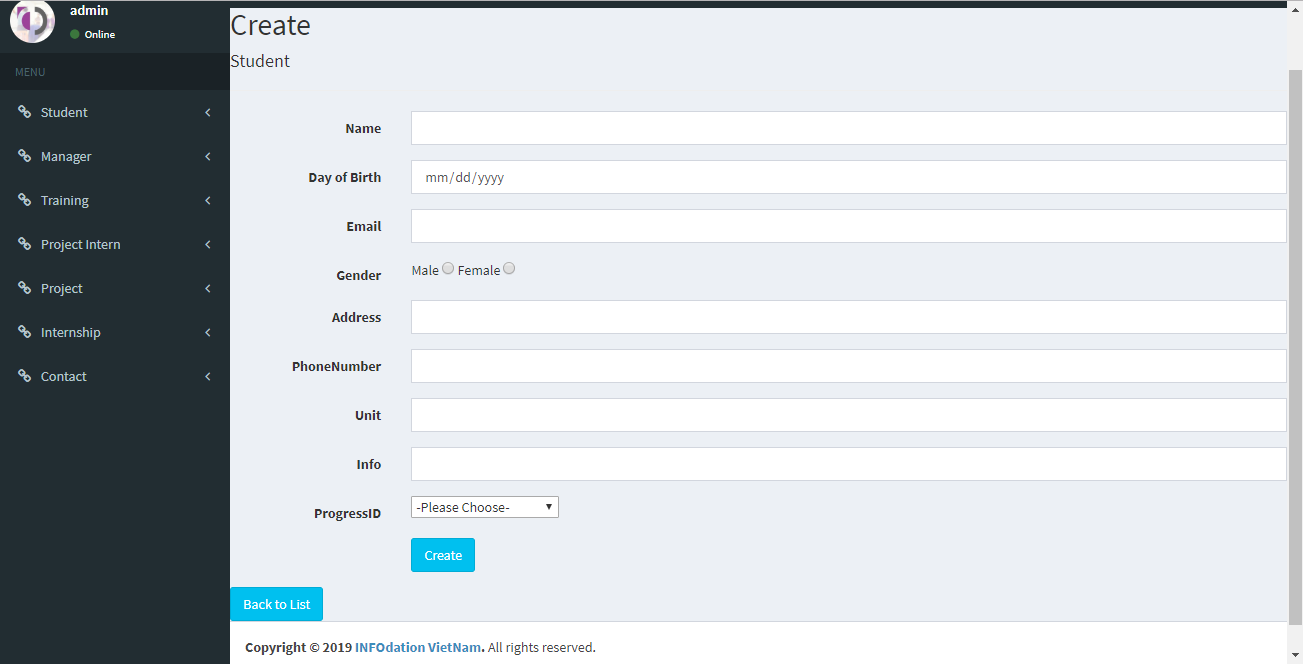 admin
Online
MENU
Student
Manager
Training
Project Intern
Project
Internship
Contact
Create
Student
Name
Day of Birth mm/dd/yyyy
Email
Gender Male Female
Address
PhoneNumber
Unit
Info
ProgressID -Please Choose-
Create
Back to List
Copyright © 2019 INFOdation VietNam. All rights reserved.